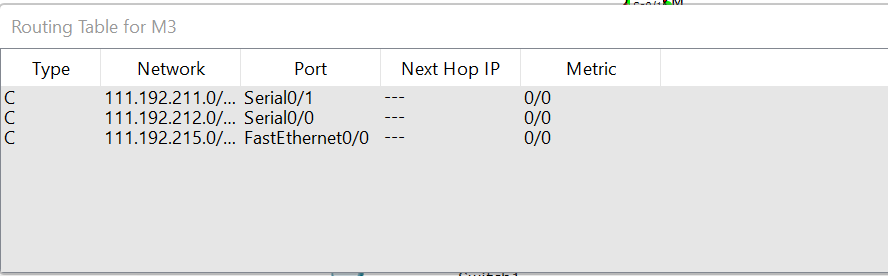 Routing Table for M3
Type Network Port Next Hop IP Metric
C 111.192.211.0/... Serial0/1 --- 0/0
C 111.192.212.0/... Serial0/0 --- 0/0
C 111.192.215.0/... FastEthernet0/0 --- 0/0